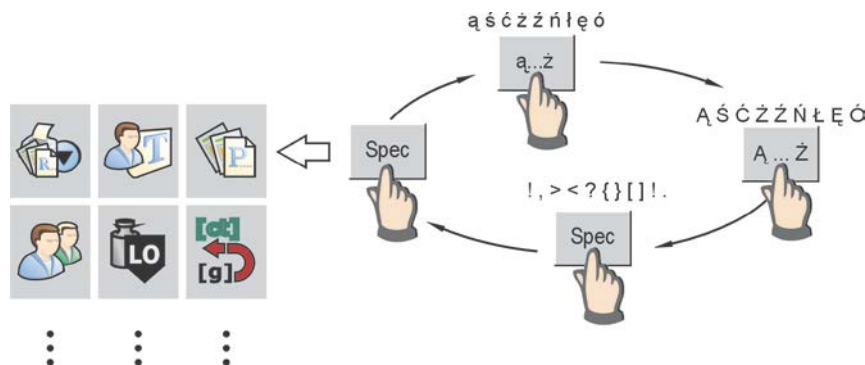 ą ś ć ż ź ń ł ę ó
ą...ż
Ą Ś Ć Ż Ź Ń Ł Ę Ó
Ą ... Ż
Spec
! , > < ? { } [ ] ! .
Spec
R...
T
P...
LO
[ct]
[g]